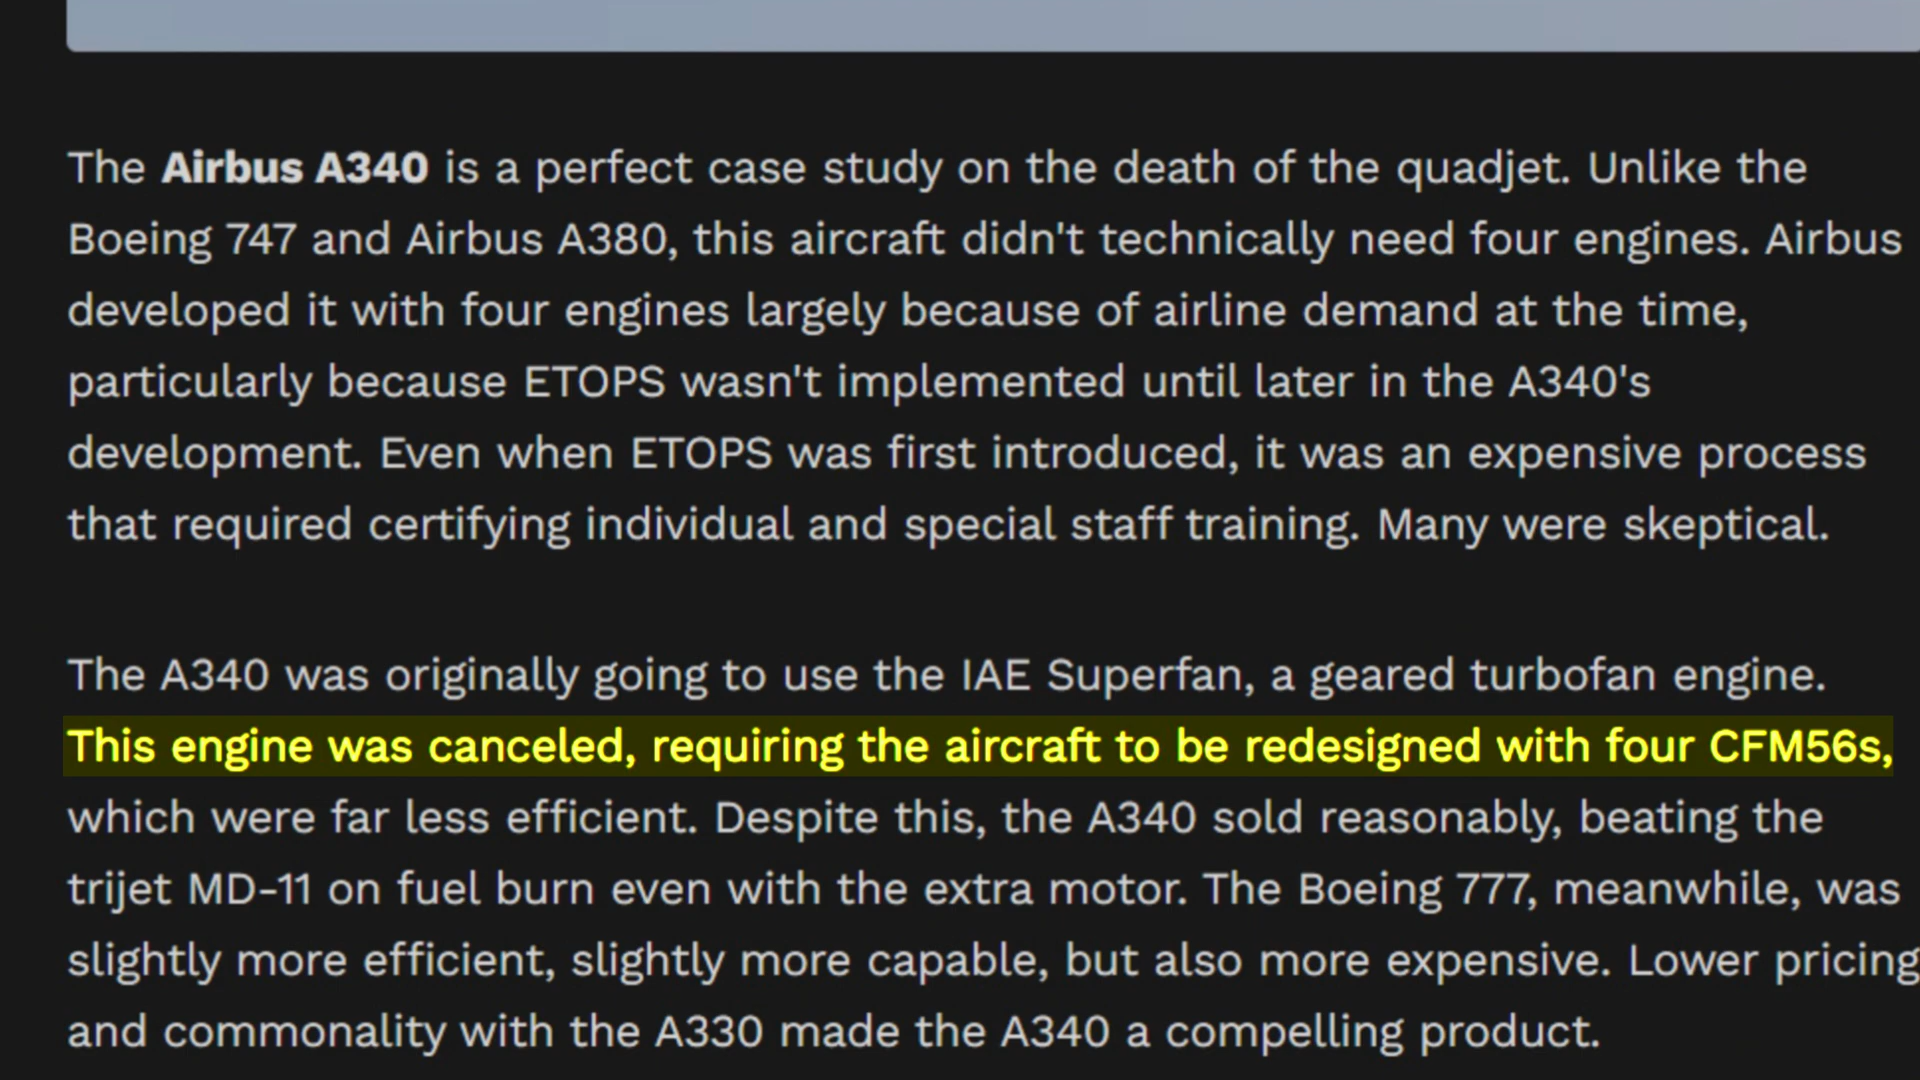 The Airbus A340 is a perfect case study on the death of the quadjet. Unlike the
Boeing 747 and Airbus A380, this aircraft didn't technically need four engines. Airbus
developed it with four engines largely because of airline demand at the time,
particularly because ETOPS wasn't implemented until later in the A340's
development. Even when ETOPS was first introduced, it was an expensive process
that required certifying individual and special staff training. Many were skeptical.
The A340 was originally going to use the IAE Superfan, a geared turbofan engine.
This engine was canceled, requiring the aircraft to be redesigned with four CFM56s,
which were far less efficient. Despite this, the A340 sold reasonably, beating the
trijet MD-11 on fuel burn even with the extra motor. The Boeing 777, meanwhile, was
slightly more efficient, slightly more capable, but also more expensive. Lower pricing
and commonality with the A330 made the A340 a compelling product.